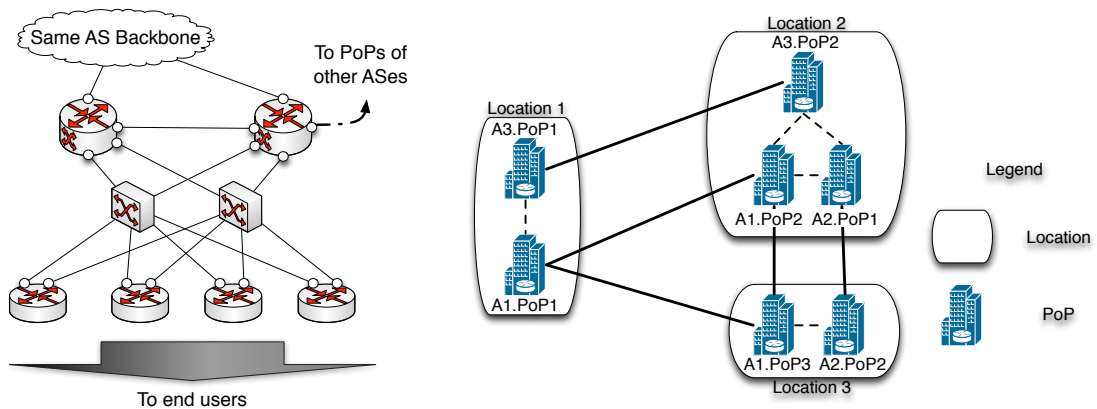 Same AS Backbone
To PoPs of
other ASes
To end users
Location 1
A3.PoP1
A1.PoP1
Location 2
A3.PoP2
A1.PoP2
A2.PoP1
A1.PoP3
A2.PoP2
Location 3
Legend
Location
PoP